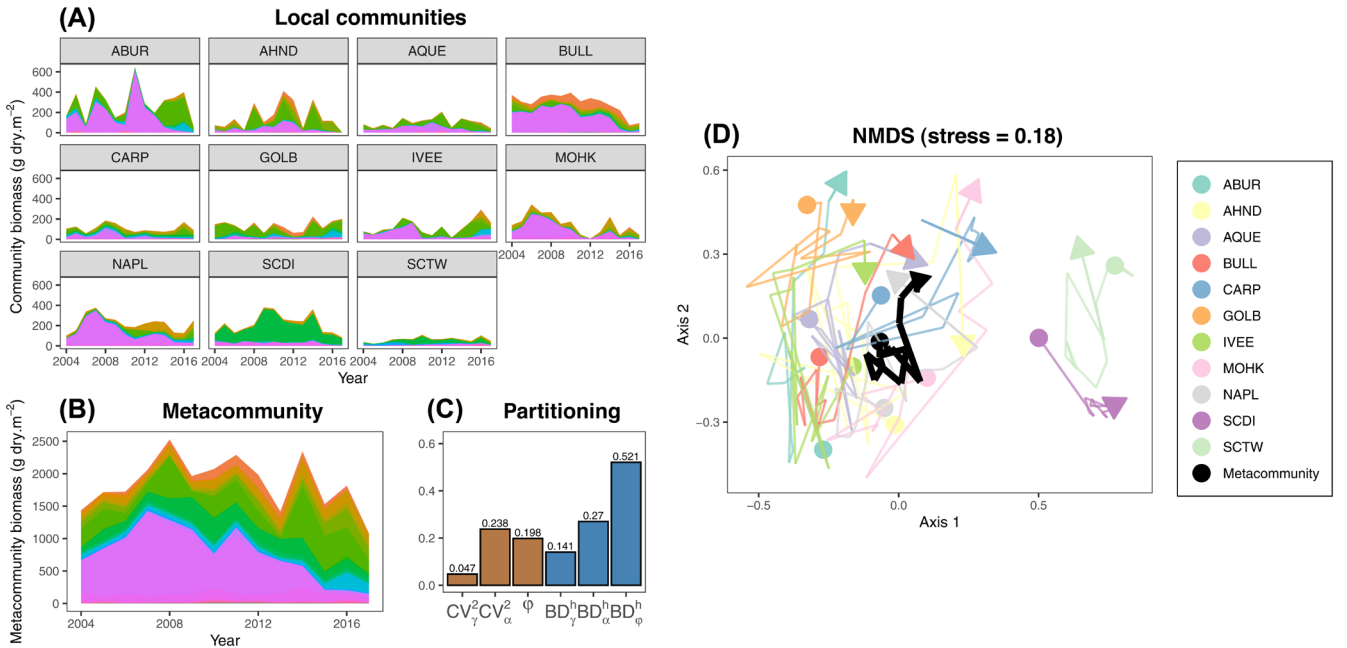 (A) Local communities
ABUR AHND AQUE BULL
CARP GOLB IVEE MOHK
NAPL SCDI SCTW
Community biomass (g dry.m−2)
600
400
200
0
600
400
200
0
600
400
200
0
2004 2008 2012 2016
2004 2008 2012 2016 2004 2008 2012 2016 2004 2008 2012 2016
Year
(B) Metacommunity
Metacommunity biomass (g dry.m−2)
2500
2000
1500
1000
500
0
2004 2008 2012 2016
Year
(C) Partitioning
0.6
0.4
0.2
0.0
0.047 0.238 0.198 0.141 0.27 0.521
CV²γ CV²α φ BDʰγ BDʰα BDʰφ
(D) NMDS (stress = 0.18)
Axis 2
0.6
0.3
0.0
−0.3
−0.5 0.0 0.5
Axis 1
ABUR
AHND
AQUE
BULL
CARP
GOLB
IVEE
MOHK
NAPL
SCDI
SCTW
Metacommunity